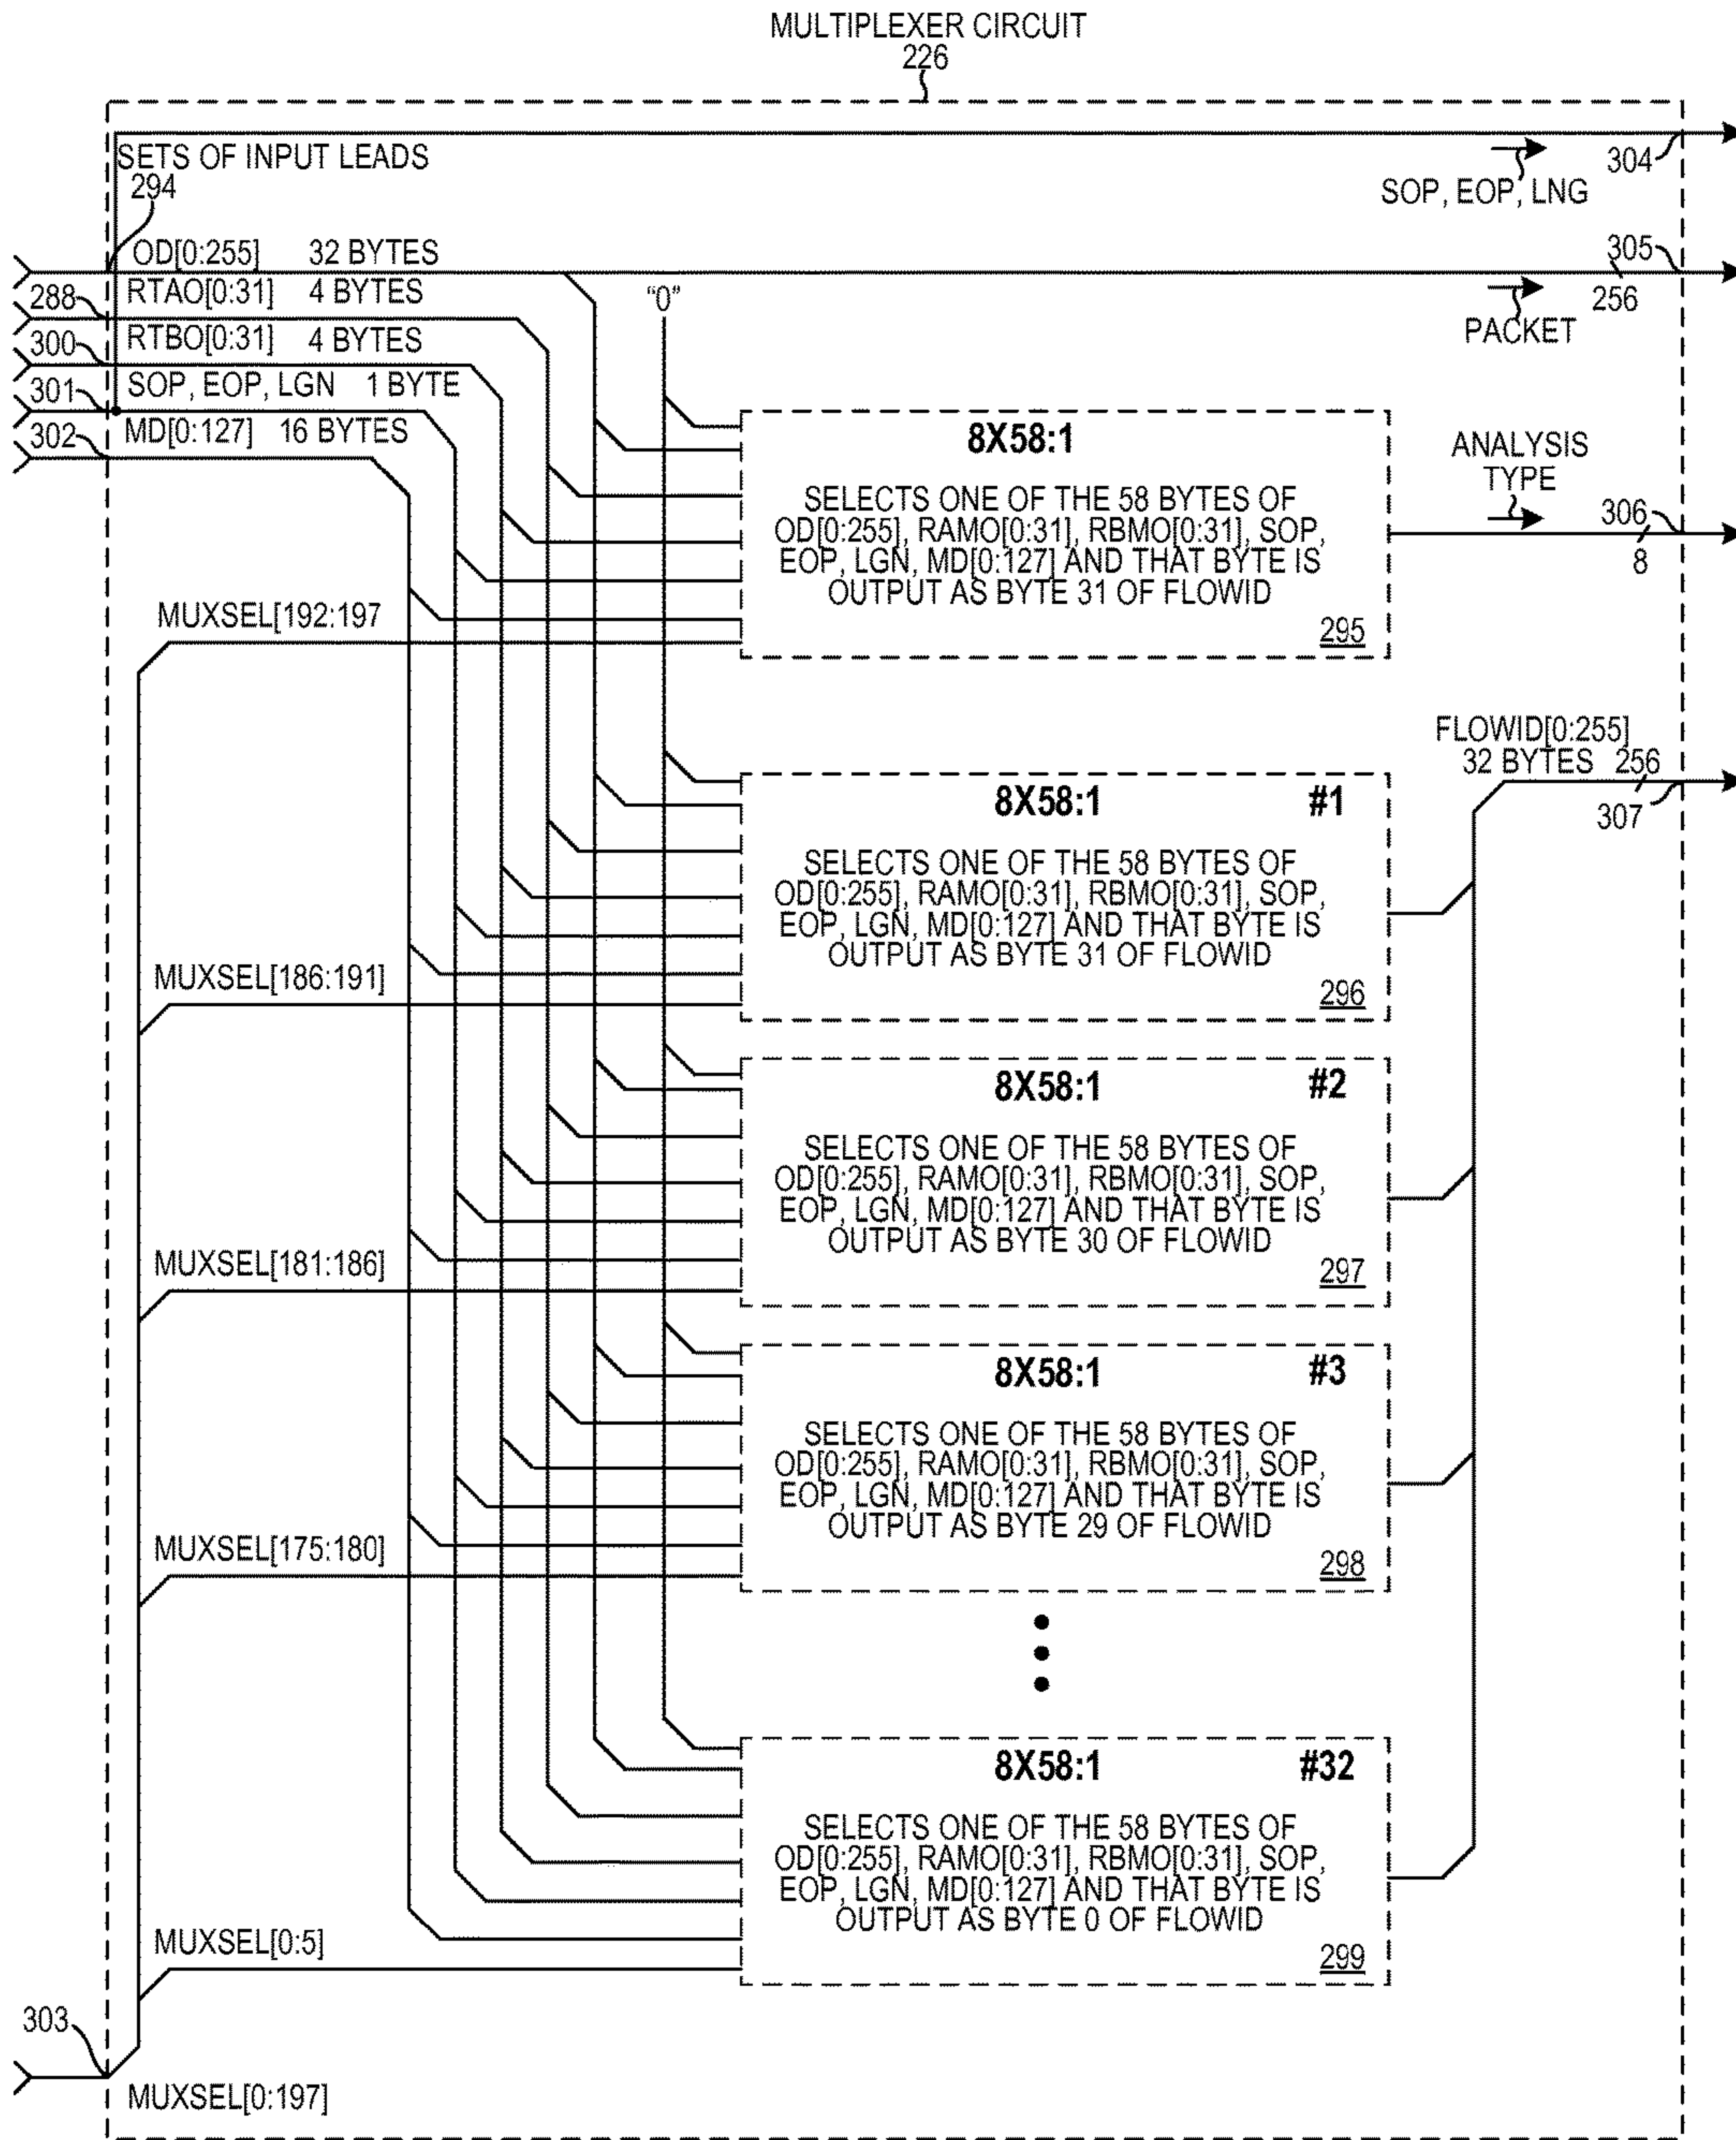 MULTIPLEXER CIRCUIT
226
SETS OF INPUT LEADS
294
304
SOP, EOP, LNG
OD[0:255] 32 BYTES
305
288
RTAO[0:31] 4 BYTES
"0"
256
PACKET
300
RTBO[0:31] 4 BYTES
301
SOP, EOP, LGN 1 BYTE
302
MD[0:127] 16 BYTES
8X58:1
SELECTS ONE OF THE 58 BYTES OF
OD[0:255], RAMO[0:31], RBMO[0:31], SOP,
EOP, LGN, MD[0:127] AND THAT BYTE IS
OUTPUT AS BYTE 31 OF FLOWID
295
ANALYSIS
TYPE
306
8
MUXSEL[192:197
FLOWID[0:255]
32 BYTES 256
307
8X58:1 #1
SELECTS ONE OF THE 58 BYTES OF
OD[0:255], RAMO[0:31], RBMO[0:31], SOP,
EOP, LGN, MD[0:127] AND THAT BYTE IS
OUTPUT AS BYTE 31 OF FLOWID
296
MUXSEL[186:191]
8X58:1 #2
SELECTS ONE OF THE 58 BYTES OF
OD[0:255], RAMO[0:31], RBMO[0:31], SOP,
EOP, LGN, MD[0:127] AND THAT BYTE IS
OUTPUT AS BYTE 30 OF FLOWID
297
MUXSEL[181:186]
8X58:1 #3
SELECTS ONE OF THE 58 BYTES OF
OD[0:255], RAMO[0:31], RBMO[0:31], SOP,
EOP, LGN, MD[0:127] AND THAT BYTE IS
OUTPUT AS BYTE 29 OF FLOWID
298
MUXSEL[175:180]
8X58:1 #32
SELECTS ONE OF THE 58 BYTES OF
OD[0:255], RAMO[0:31], RBMO[0:31], SOP,
EOP, LGN, MD[0:127] AND THAT BYTE IS
OUTPUT AS BYTE 0 OF FLOWID
299
MUXSEL[0:5]
303
MUXSEL[0:197]